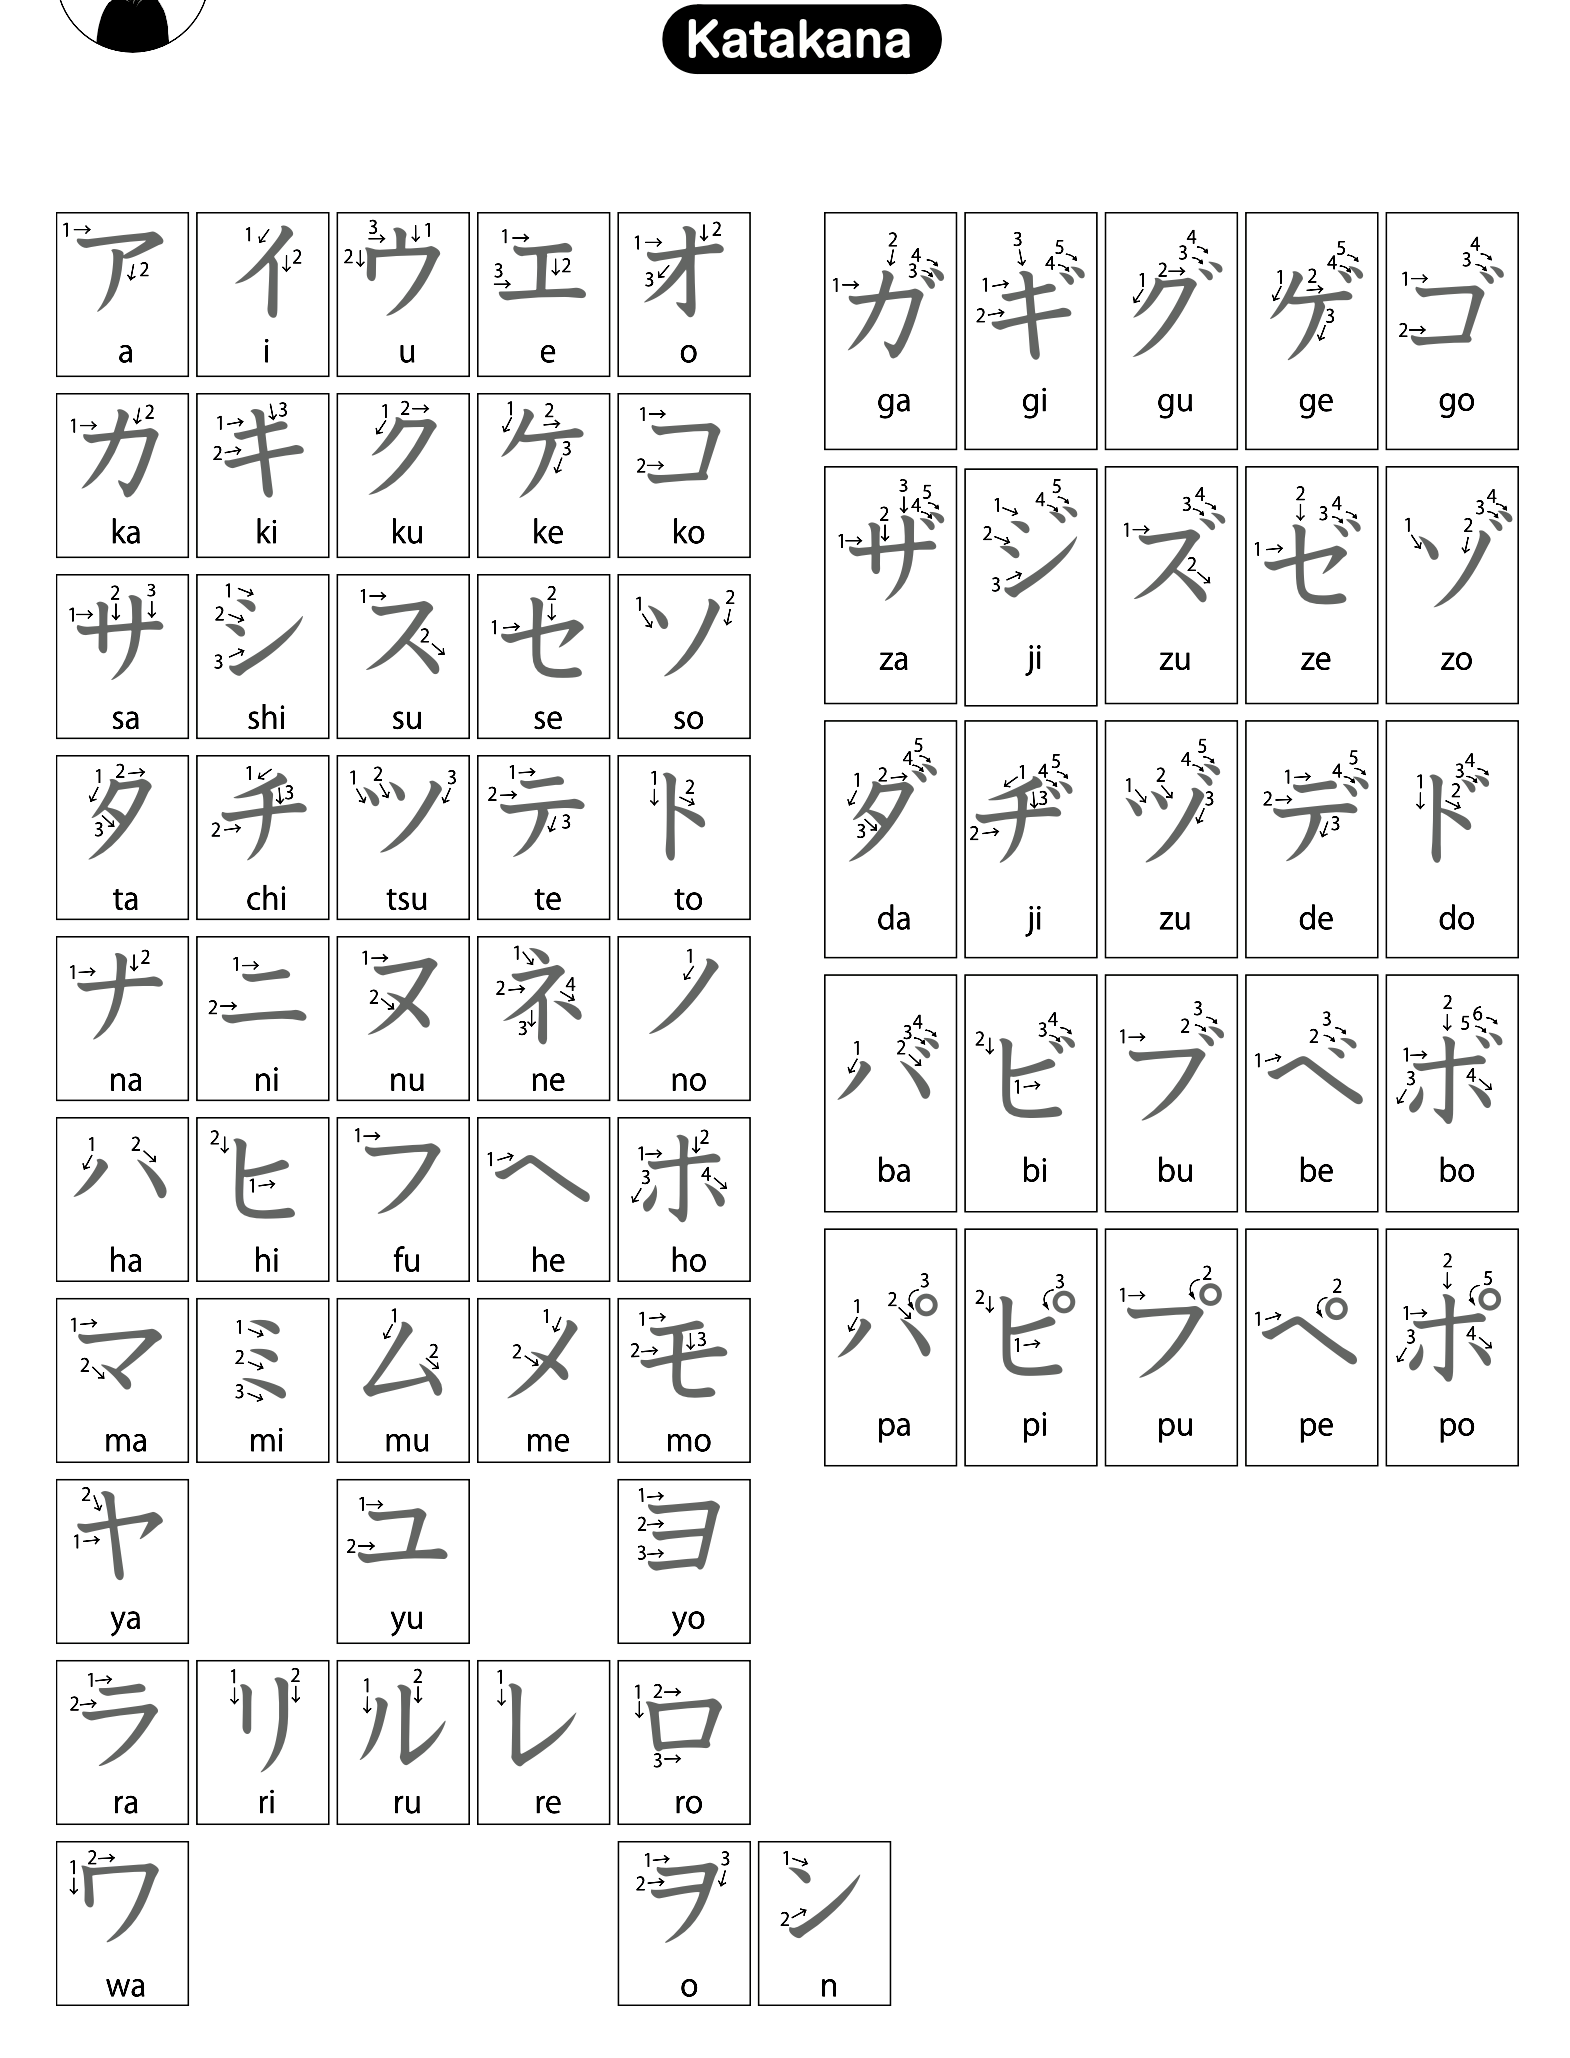 Katakana
ア イ ウ エ オ
a i u e o
カ キ ク ケ コ
ka ki ku ke ko
サ シ ス セ ソ
sa shi su se so
タ チ ツ テ ト
ta chi tsu te to
ナ ニ ヌ ネ ノ
na ni nu ne no
ハ ヒ フ ヘ ホ
ha hi fu he ho
マ ミ ム メ モ
ma mi mu me mo
ヤ ユ ヨ
ya yu yo
ラ リ ル レ ロ
ra ri ru re ro
ワ ヲ ン
wa o n
ガ ギ グ ゲ ゴ
ga gi gu ge go
ザ ジ ズ ゼ ゾ
za ji zu ze zo
ダ ヂ ヅ デ ド
da ji zu de do
バ ビ ブ ベ ボ
ba bi bu be bo
パ ピ プ ペ ポ
pa pi pu pe po